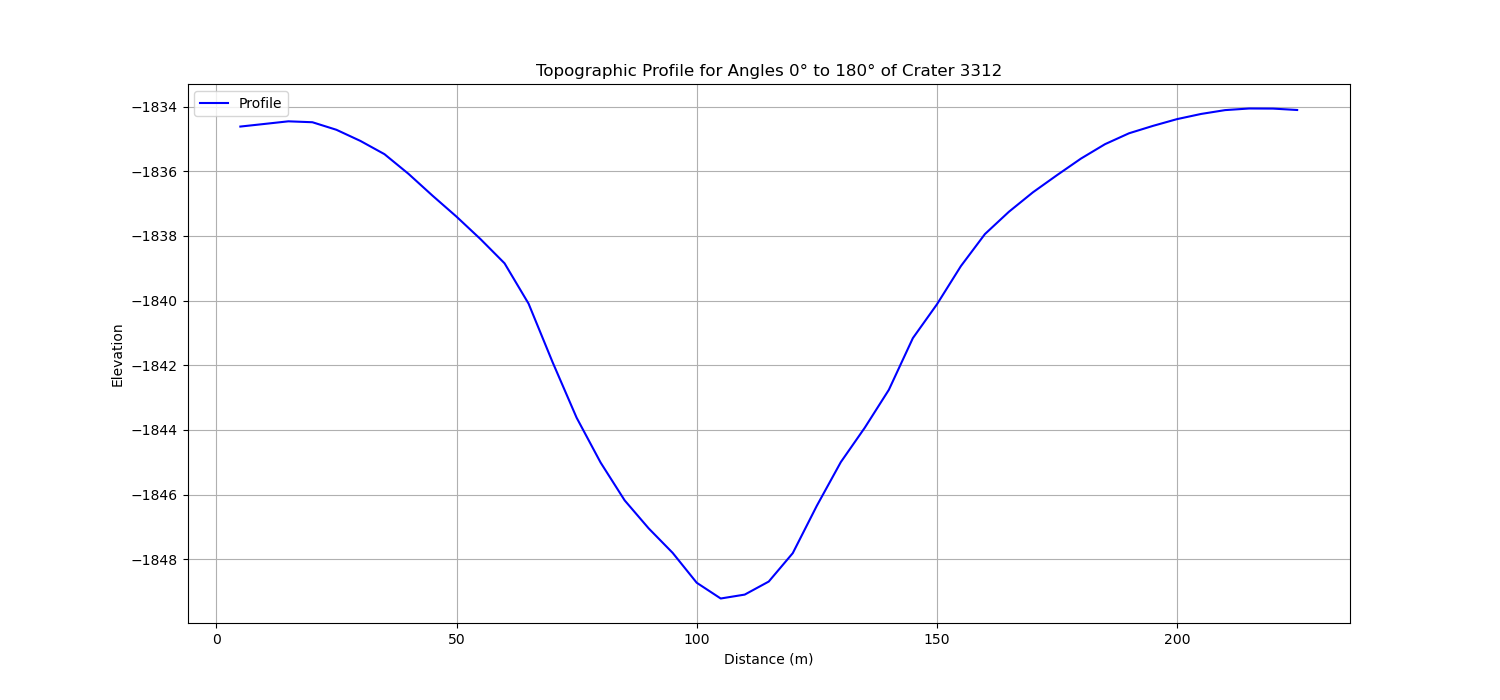 Topographic Profile for Angles 0° to 180° of Crater 3312
Profile
−1834
−1836
−1838
−1840
−1842
−1844
−1846
−1848
Elevation
0 50 100 150 200
Distance (m)